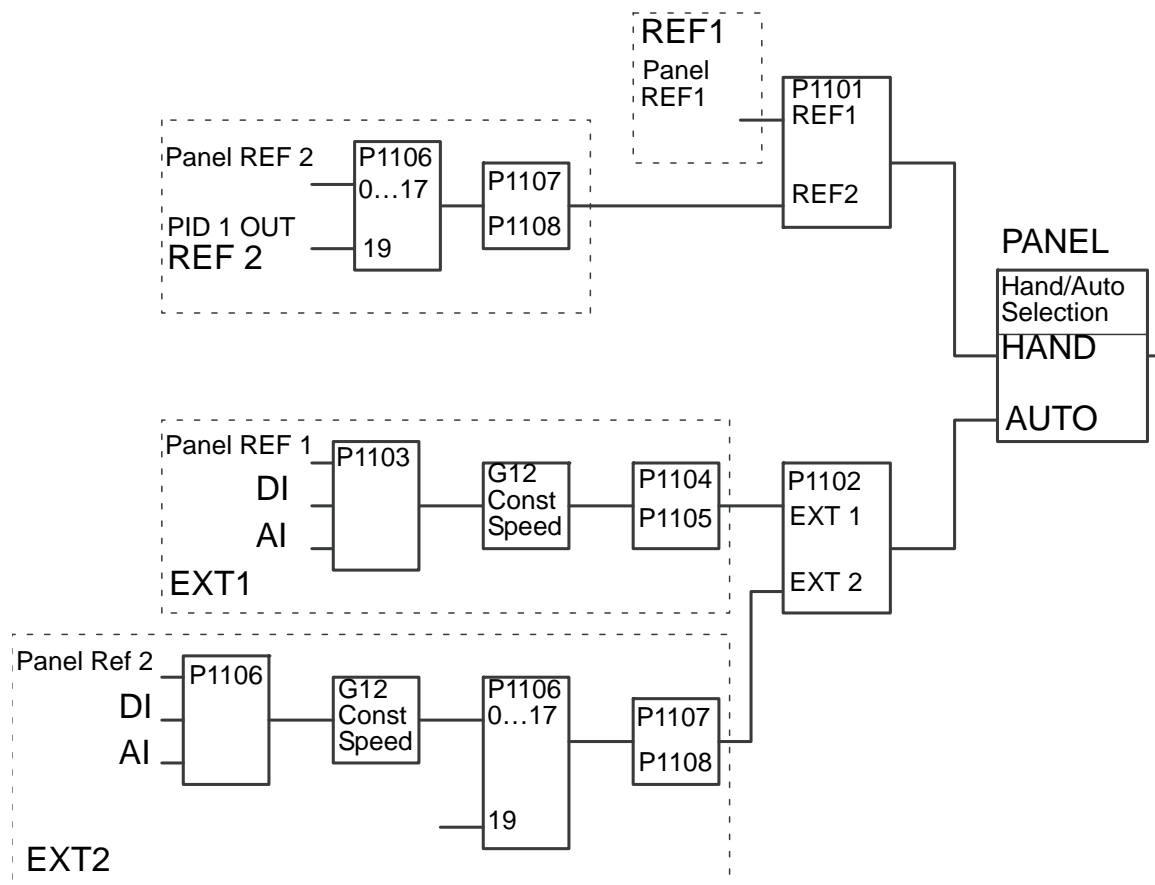 REF1
Panel
REF1
P1101
REF1
REF2
Panel REF 2
PID 1 OUT
REF 2
P1106
0...17
19
P1107
P1108
PANEL
Hand/Auto
Selection
HAND
AUTO
Panel REF 1
DI
AI
EXT1
P1103
G12
Const
Speed
P1104
P1105
P1102
EXT 1
EXT 2
Panel Ref 2
DI
AI
EXT2
P1106
G12
Const
Speed
P1106
0...17
19
P1107
P1108